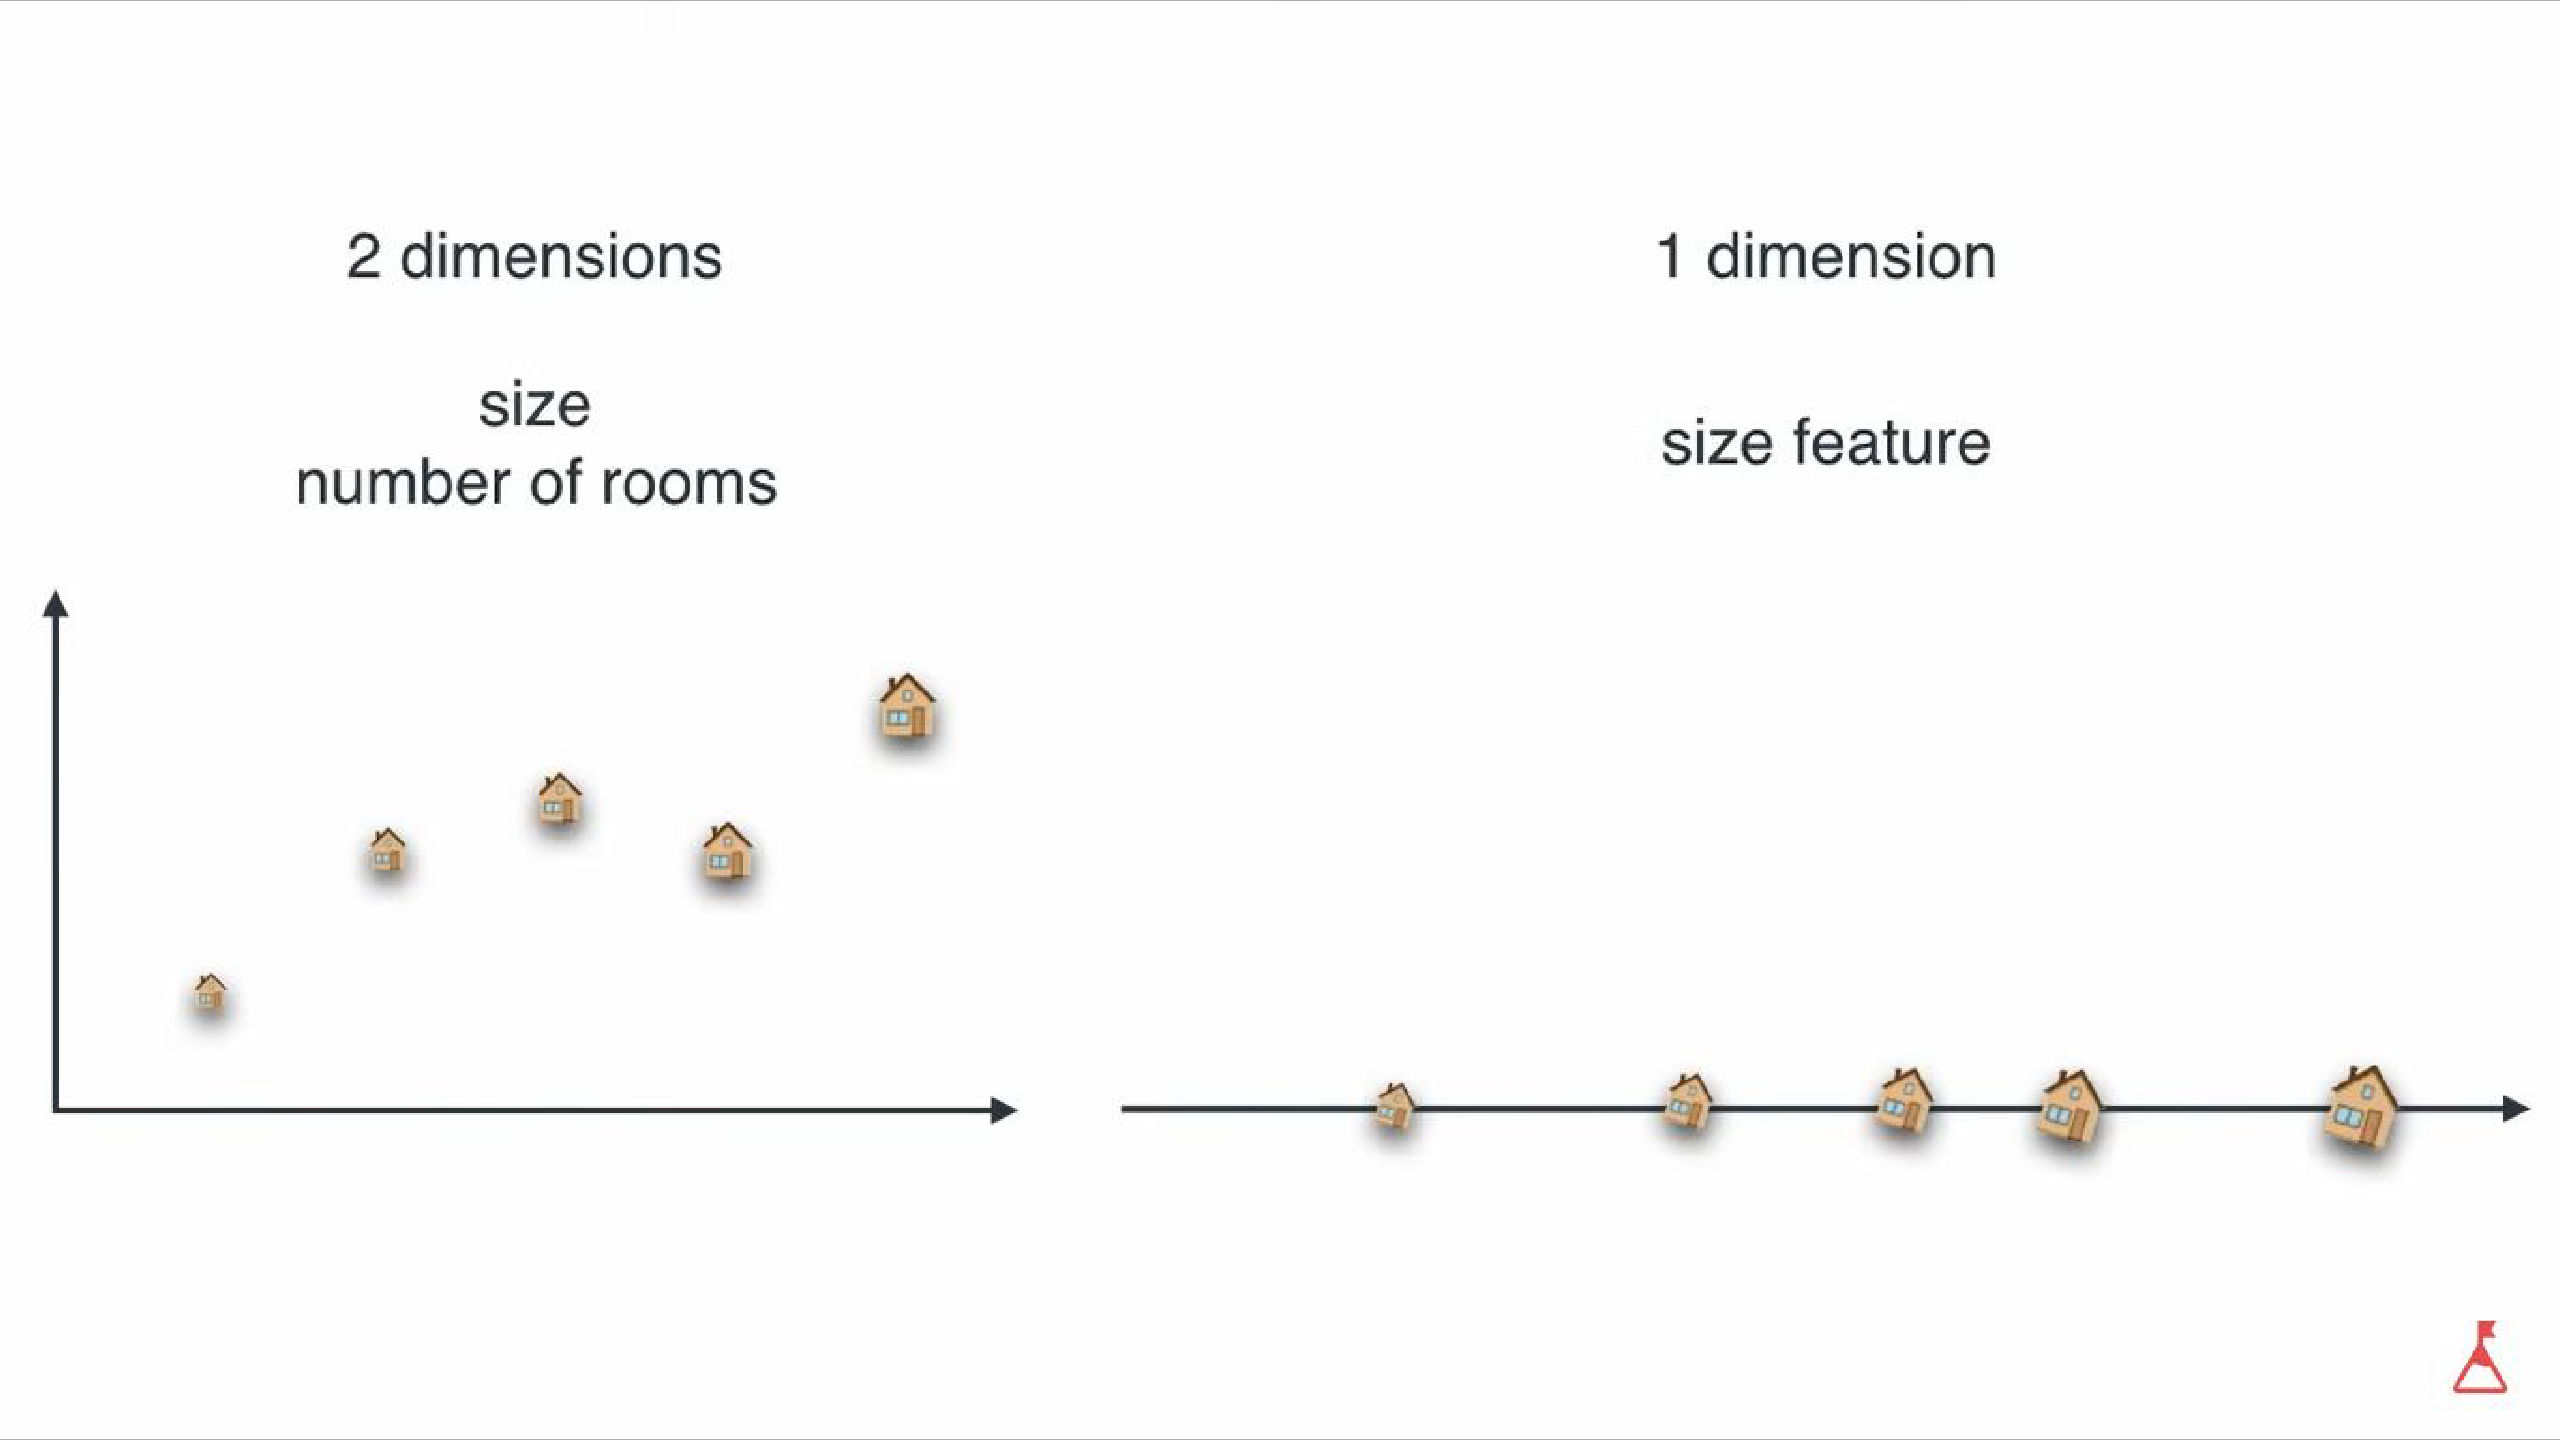 2 dimensions
size
number of rooms
1 dimension
size feature